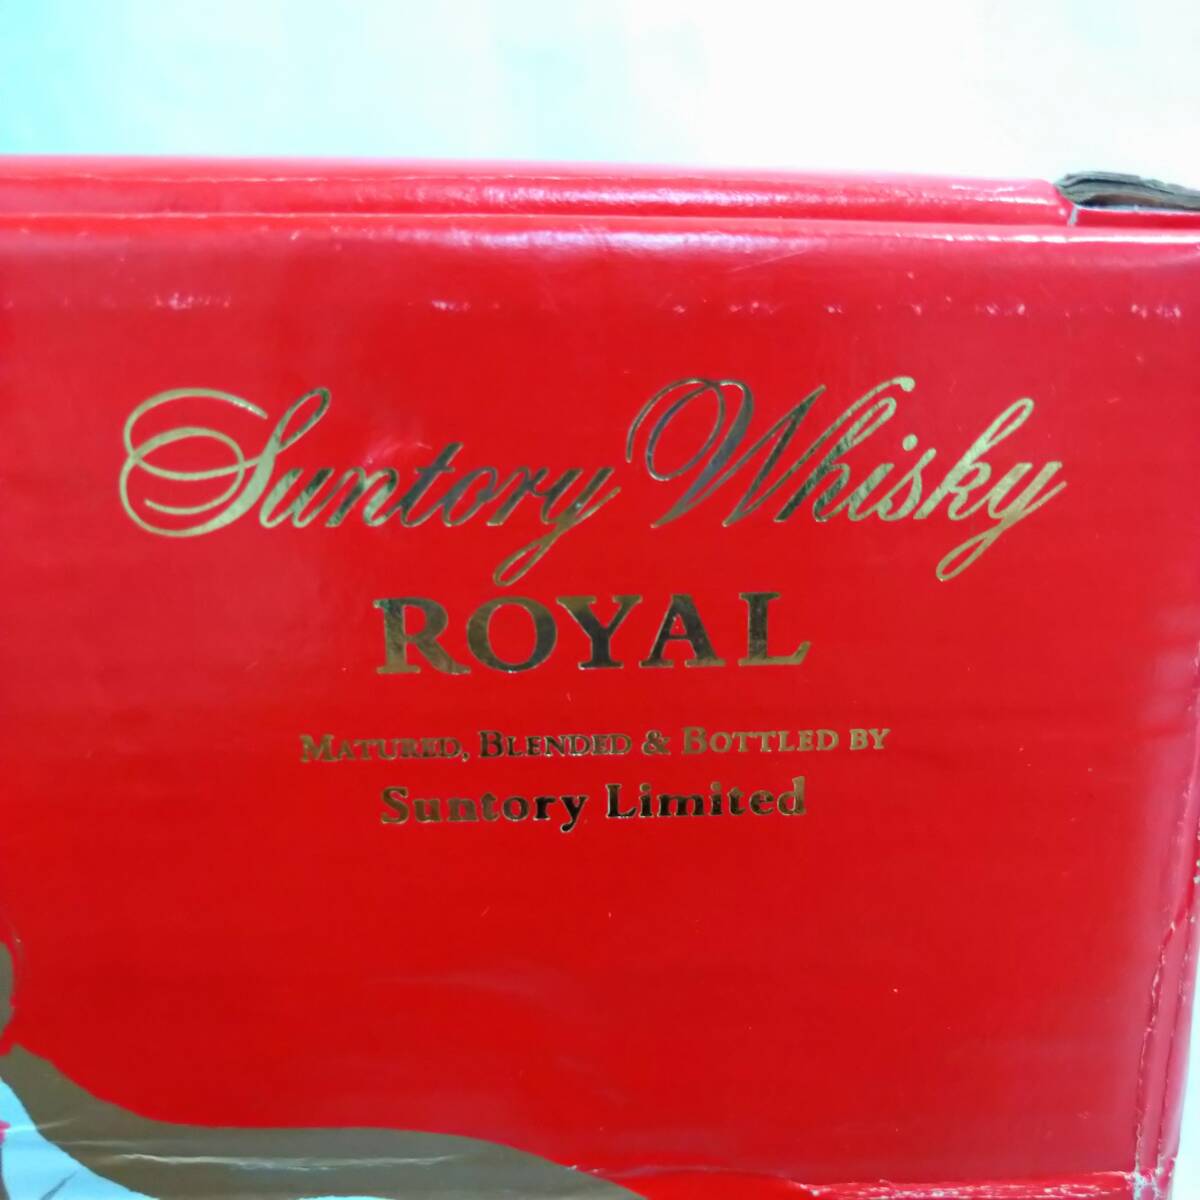 Suntory Whisky
ROYAL
MATURED, BLENDED & BOTTLED BY
Suntory Limited